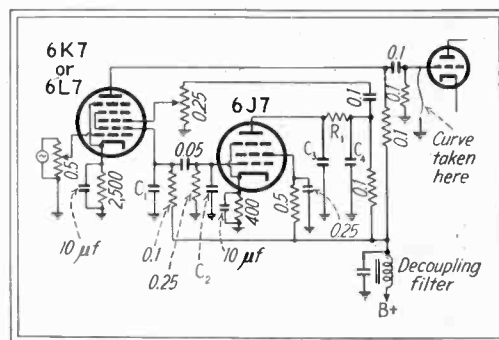 6K7
or
6L7
0.5
10 µf
2,500
C1
0.1
0.25
0.05
C2
0.25
6J7
10 µf
400
0.5
0.25
R1
C3
C4
0.1
0.1
0.1
0.1
0.1
Curve
taken
here
Decoupling
filter
B+